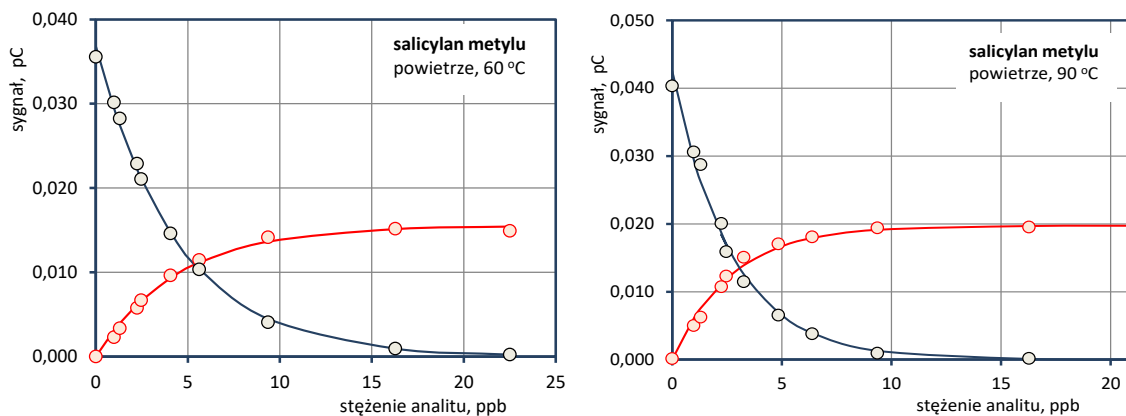 0,040
0,030
0,020
0,010
0,000
sygnał, pC
salicylan metylu
powietrze, 60 °C
0 5 10 15 20 25
stężenie analitu, ppb
0,050
0,040
0,030
0,020
0,010
0,000
sygnał, pC
salicylan metylu
powietrze, 90 °C
0 5 10 15 20
stężenie analitu, ppb